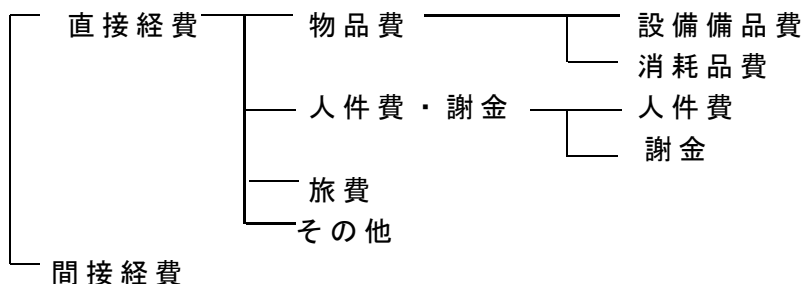 直接経費 物品費 設備備品費
消耗品費
人件費・謝金 人件費
謝金
旅費
その他
間接経費